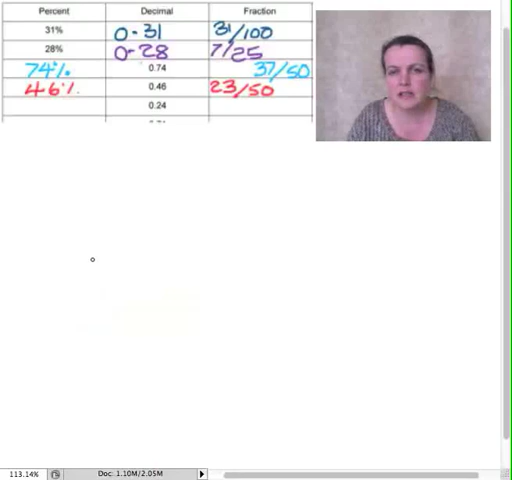 Percent Decimal Fraction
31% 0.31 31/100
28% 0.28 7/25
74% 0.74 37/50
46% 0.46 23/50
0.24
113.14% Doc: 1.10M/2.05M